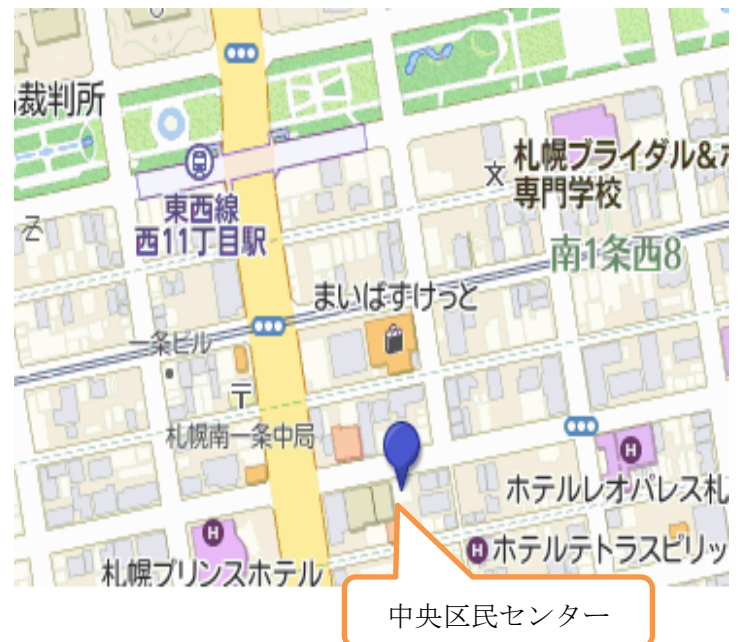 裁判所
札幌ブライダル&ホ
専門学校
東西線
西11丁目駅
南1条西8
まいばすけっと
一条ビル
〒
札幌南一条中局
H
ホテルレオパレス札
H
札幌プリンスホテル
H
ホテルテトラスピリッ
中央区民センター